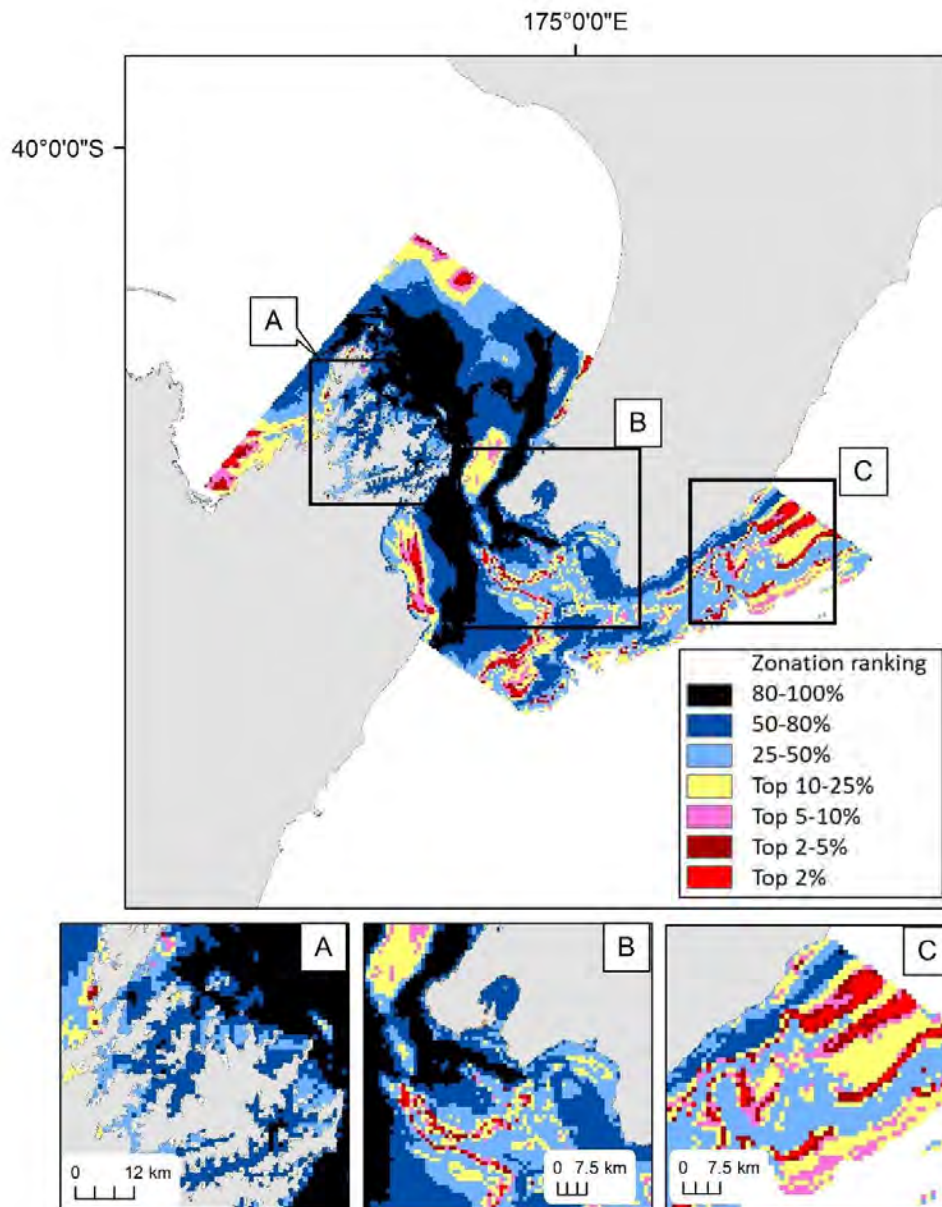 175°0'0"E
40°0'0"S
A
B
C
Zonation ranking
80-100%
50-80%
25-50%
Top 10-25%
Top 5-10%
Top 2-5%
Top 2%
A
B
C
0 12 km
0 7.5 km
0 7.5 km